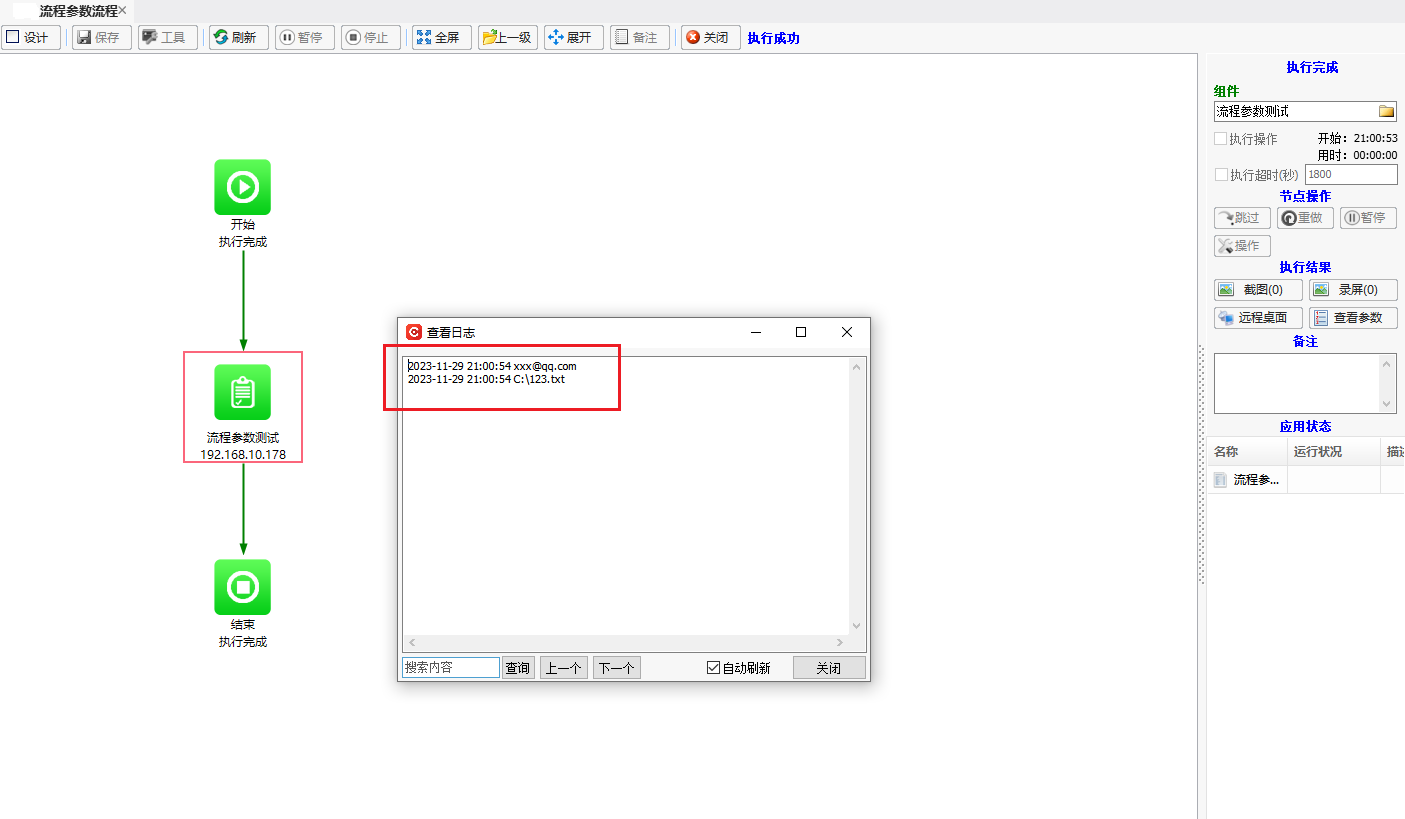 流程参数流程
设计 保存 工具 刷新 暂停 停止 全屏 上一级 展开 备注 关闭 执行成功
开始
执行完成
流程参数测试
192.168.10.178
结束
执行完成
查看日志
2023-11-29 21:00:54 xxx@qq.com
2023-11-29 21:00:54 C:\123.txt
搜索内容 查询 上一个 下一个 自动刷新 关闭
执行完成
组件
流程参数测试
执行操作 开始：21:00:53
用时：00:00:00
执行超时(秒) 1800
节点操作
跳过 重做 暂停
操作
执行结果
截图(0) 录屏(0)
远程桌面 查看参数
备注
应用状态
名称 运行状况
流程参...